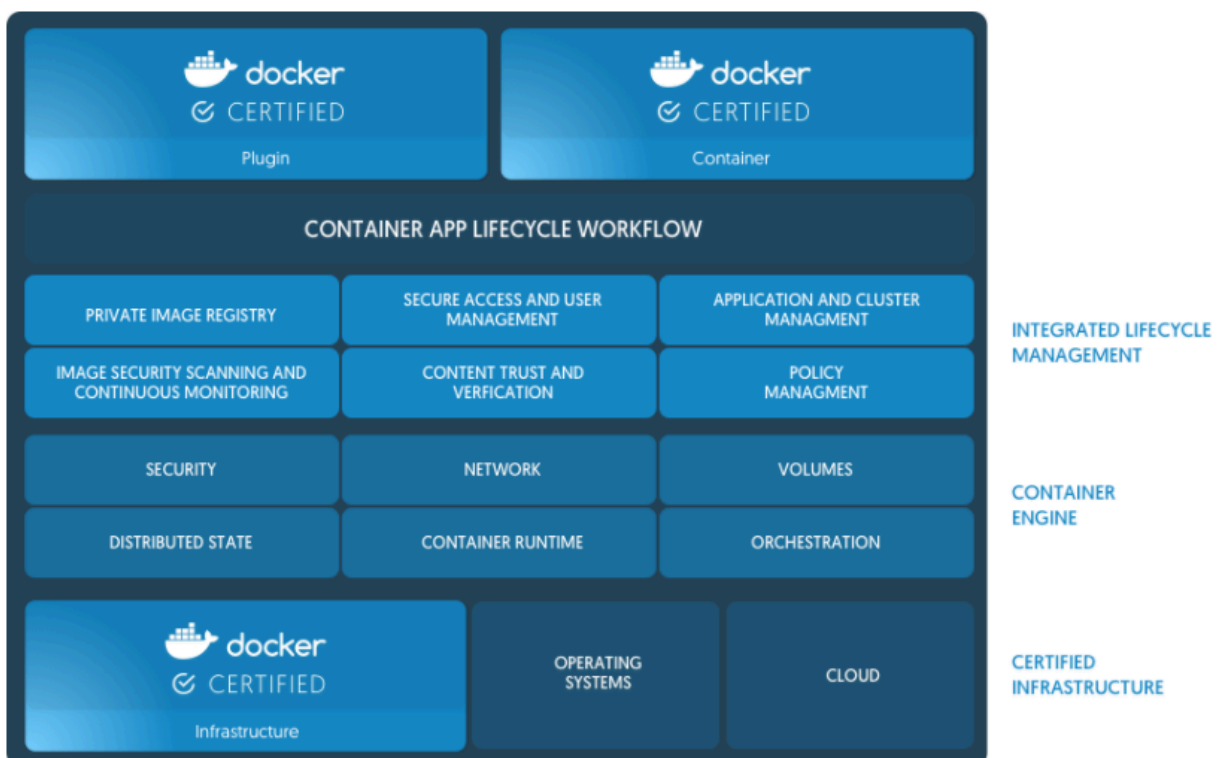 docker
CERTIFIED
Plugin
docker
CERTIFIED
Container
CONTAINER APP LIFECYCLE WORKFLOW
PRIVATE IMAGE REGISTRY
SECURE ACCESS AND USER
MANAGEMENT
APPLICATION AND CLUSTER
MANAGMENT
IMAGE SECURITY SCANNING AND
CONTINUOUS MONITORING
CONTENT TRUST AND
VERFICATION
POLICY
MANAGMENT
INTEGRATED LIFECYCLE
MANAGEMENT
SECURITY
NETWORK
VOLUMES
DISTRIBUTED STATE
CONTAINER RUNTIME
ORCHESTRATION
CONTAINER
ENGINE
docker
CERTIFIED
Infrastructure
OPERATING
SYSTEMS
CLOUD
CERTIFIED
INFRASTRUCTURE